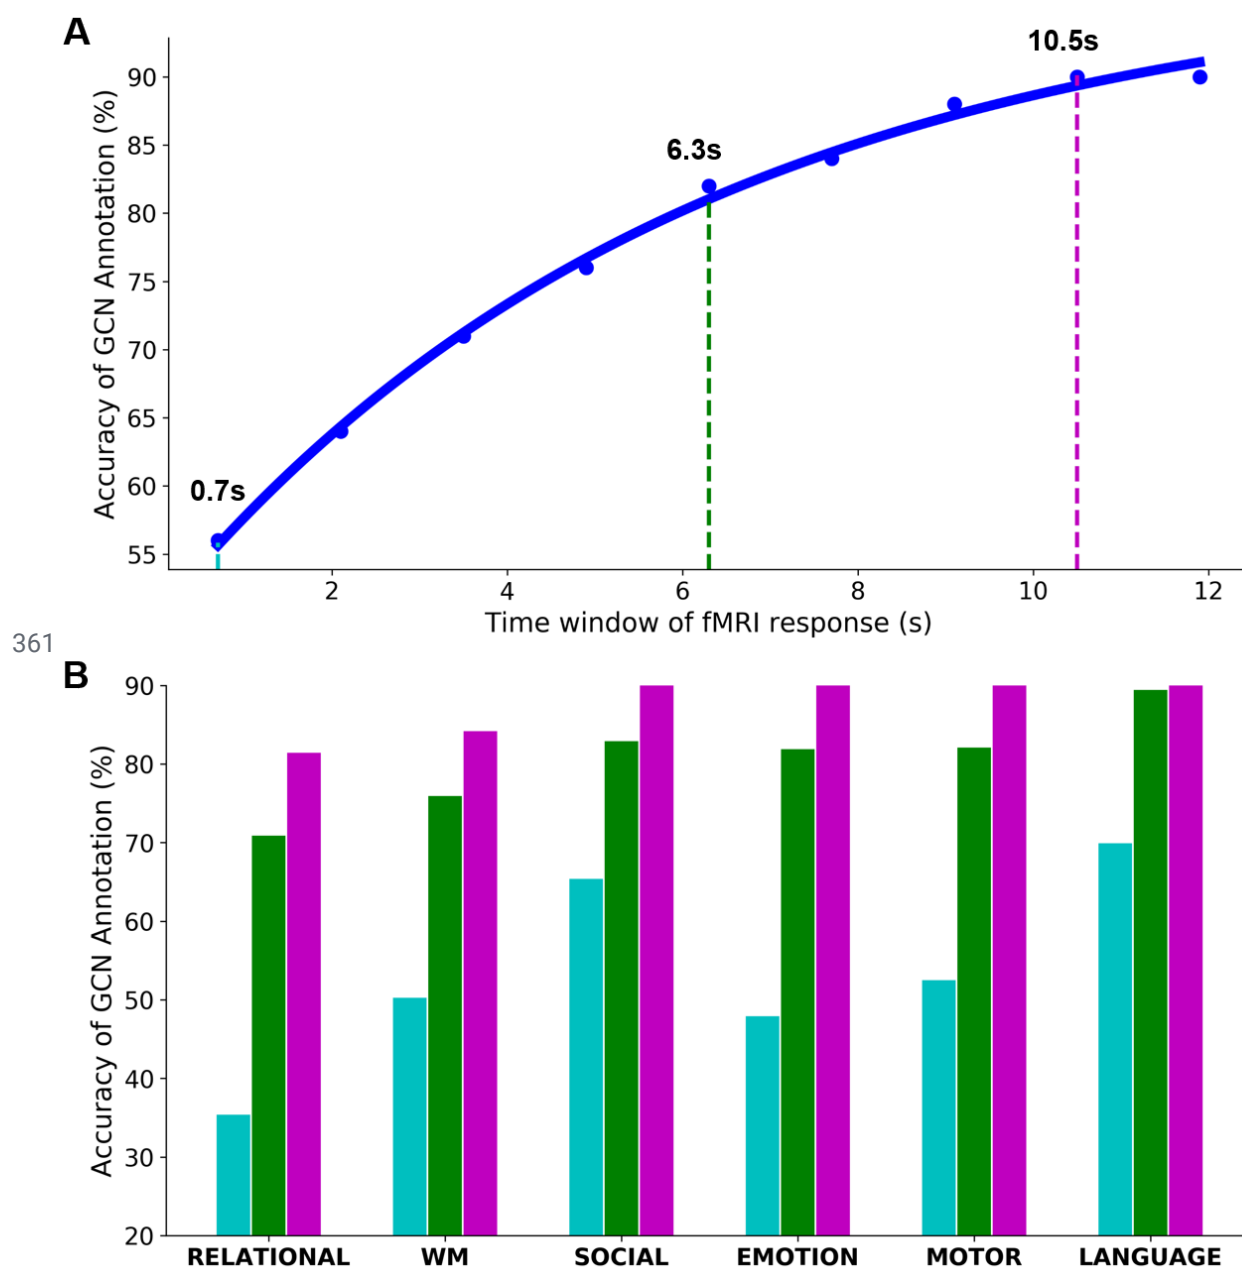 A
10.5s
6.3s
0.7s
Accuracy of GCN Annotation (%)
90
85
80
75
70
65
60
55
2 4 6 8 10 12
Time window of fMRI response (s)
361
B
Accuracy of GCN Annotation (%)
90
80
70
60
50
40
30
20
RELATIONAL WM SOCIAL EMOTION MOTOR LANGUAGE